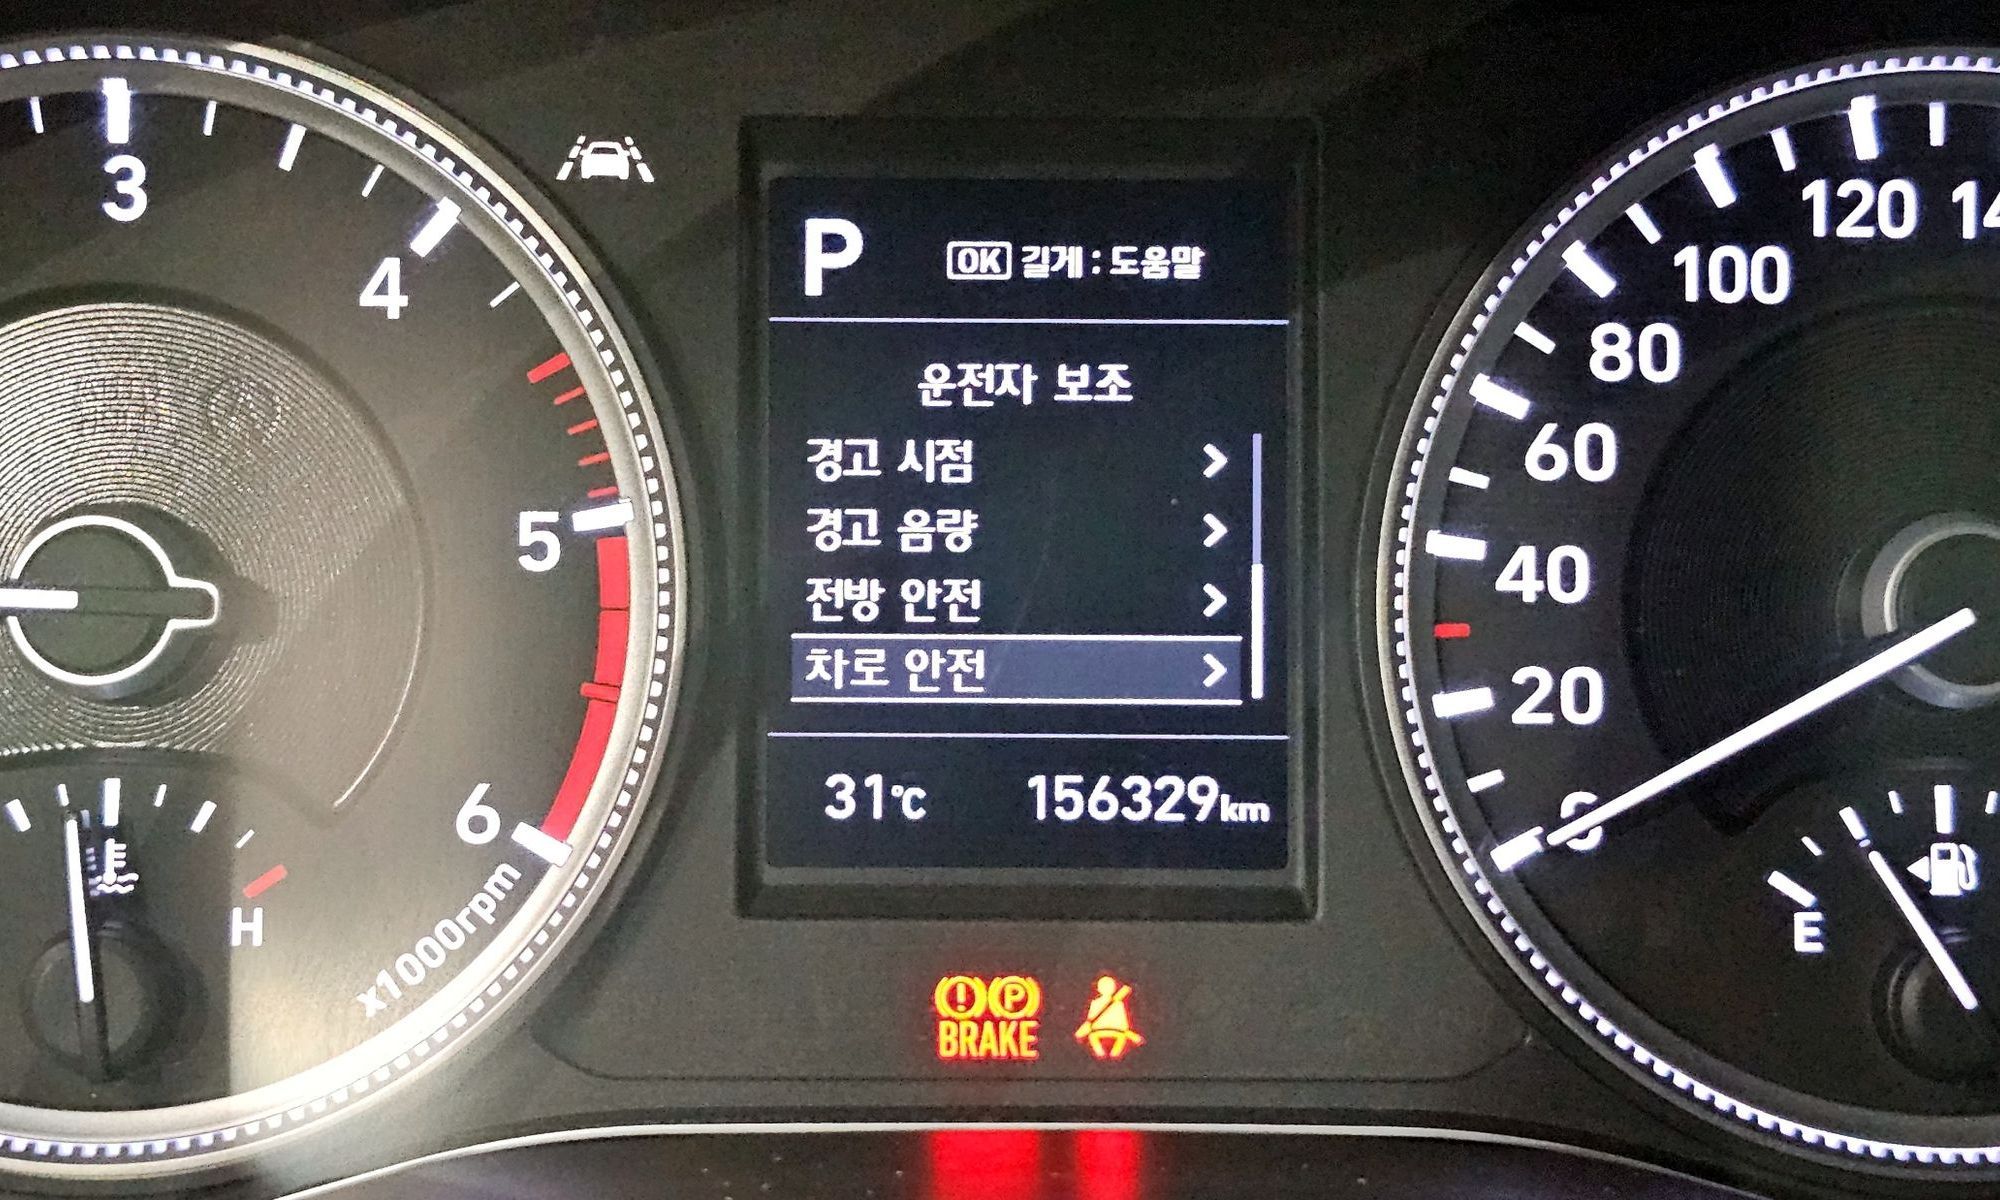 3
4
5
6
x1000rpm
H
P
OK 길게 : 도움말
운전자 보조
경고 시점
경고 음량
전방 안전
차로 안전
31℃ 156329km
BRAKE
P
120
100
80
60
40
20
0
E